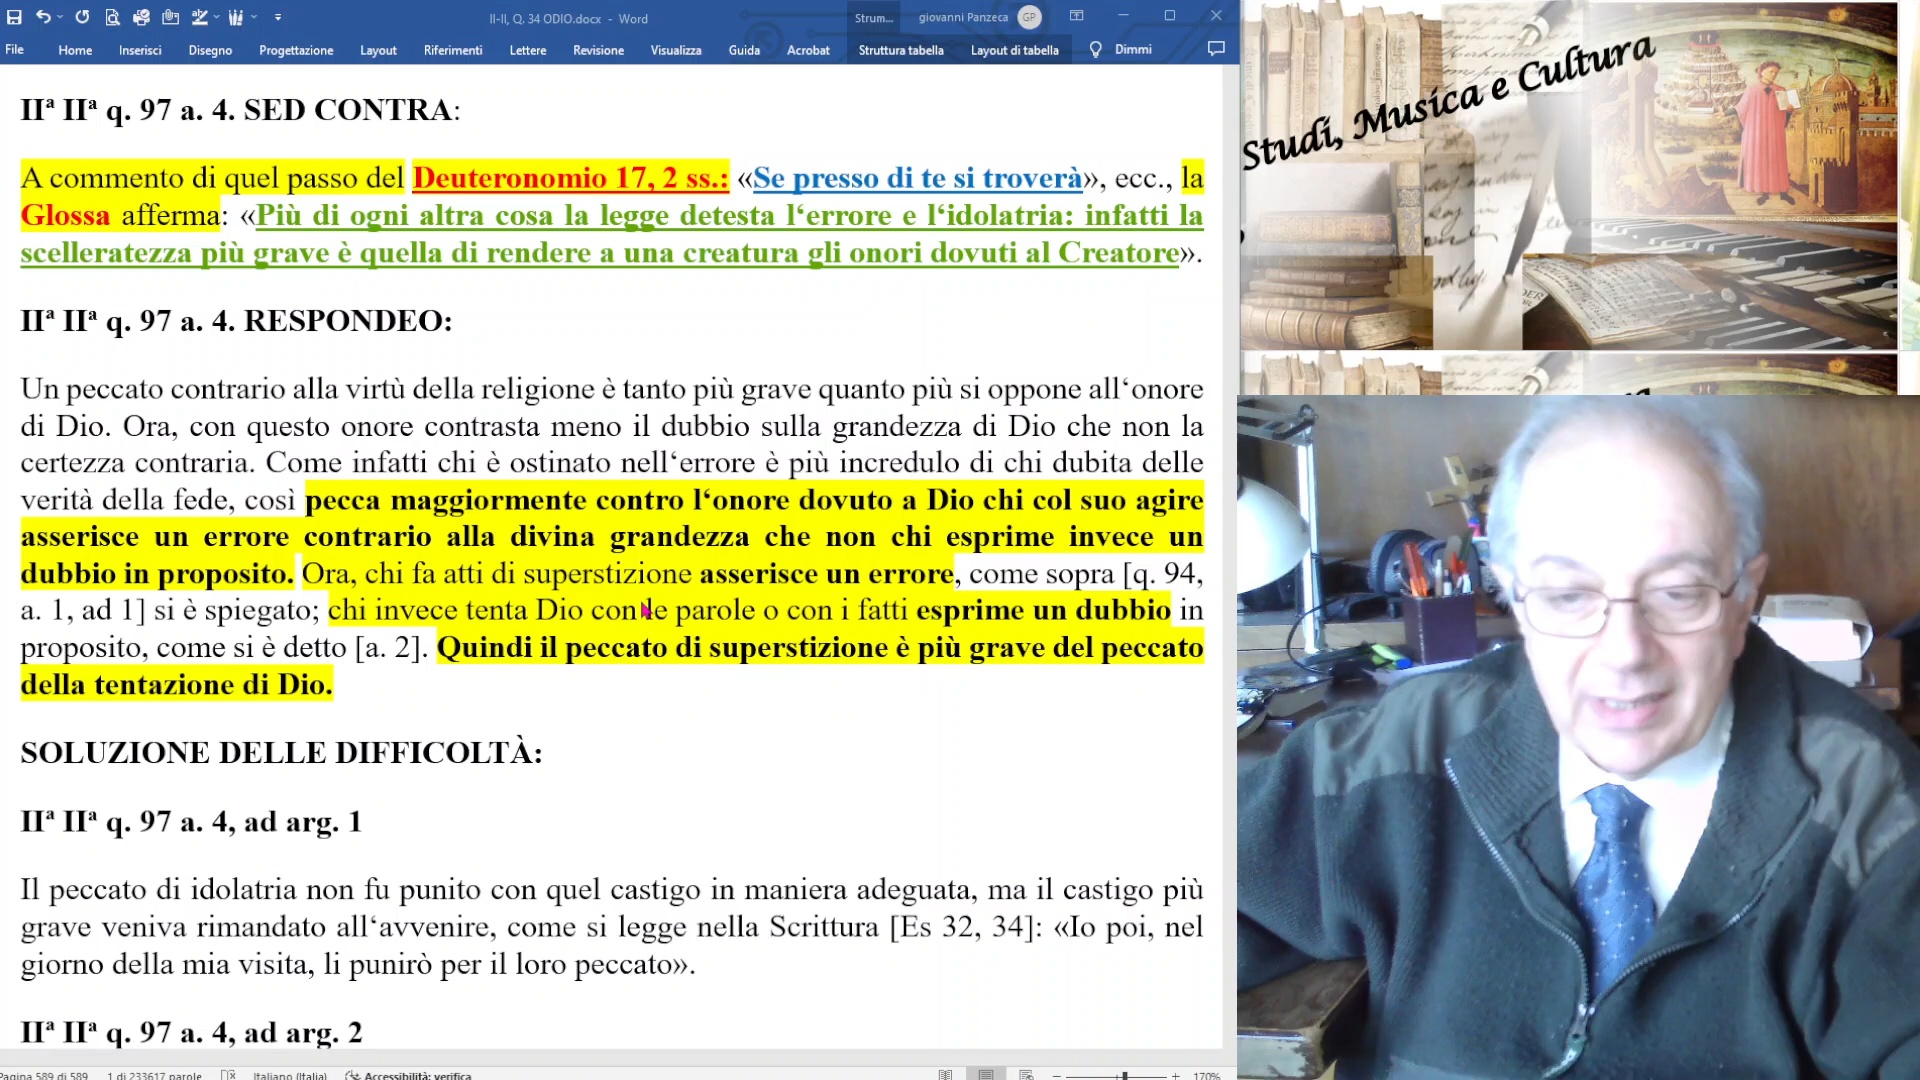 II-II, Q. 34 ODIO.docx - Word
Strum...
giovanni Panzeca
GP
File Home Inserisci Disegno Progettazione Layout Riferimenti Lettere Revisione Visualizza Guida Acrobat Struttura tabella Layout di tabella Dimmi
IIª IIª q. 97 a. 4. SED CONTRA:
A commento di quel passo del Deuteronomio 17, 2 ss.: «Se presso di te si troverà», ecc., la
Glossa afferma: «Più di ogni altra cosa la legge detesta l‘errore e l‘idolatria: infatti la
scelleratezza più grave è quella di rendere a una creatura gli onori dovuti al Creatore».
IIª IIª q. 97 a. 4. RESPONDEO:
Un peccato contrario alla virtù della religione è tanto più grave quanto più si oppone all‘onore
di Dio. Ora, con questo onore contrasta meno il dubbio sulla grandezza di Dio che non la
certezza contraria. Come infatti chi è ostinato nell‘errore è più incredulo di chi dubita delle
verità della fede, così pecca maggiormente contro l‘onore dovuto a Dio chi col suo agire
asserisce un errore contrario alla divina grandezza che non chi esprime invece un
dubbio in proposito. Ora, chi fa atti di superstizione asserisce un errore, come sopra [q. 94,
a. 1, ad 1] si è spiegato; chi invece tenta Dio con le parole o con i fatti esprime un dubbio in
proposito, come si è detto [a. 2]. Quindi il peccato di superstizione è più grave del peccato
della tentazione di Dio.
SOLUZIONE DELLE DIFFICOLTÀ:
IIª IIª q. 97 a. 4, ad arg. 1
Il peccato di idolatria non fu punito con quel castigo in maniera adeguata, ma il castigo più
grave veniva rimandato all‘avvenire, come si legge nella Scrittura [Es 32, 34]: «Io poi, nel
giorno della mia visita, li punirò per il loro peccato».
IIª IIª q. 97 a. 4, ad arg. 2
Pagina 589 di 589 1 di 233617 parole Italiano (Italia) Accessibilità: verifica 170%
Studi, Musica e Cultura